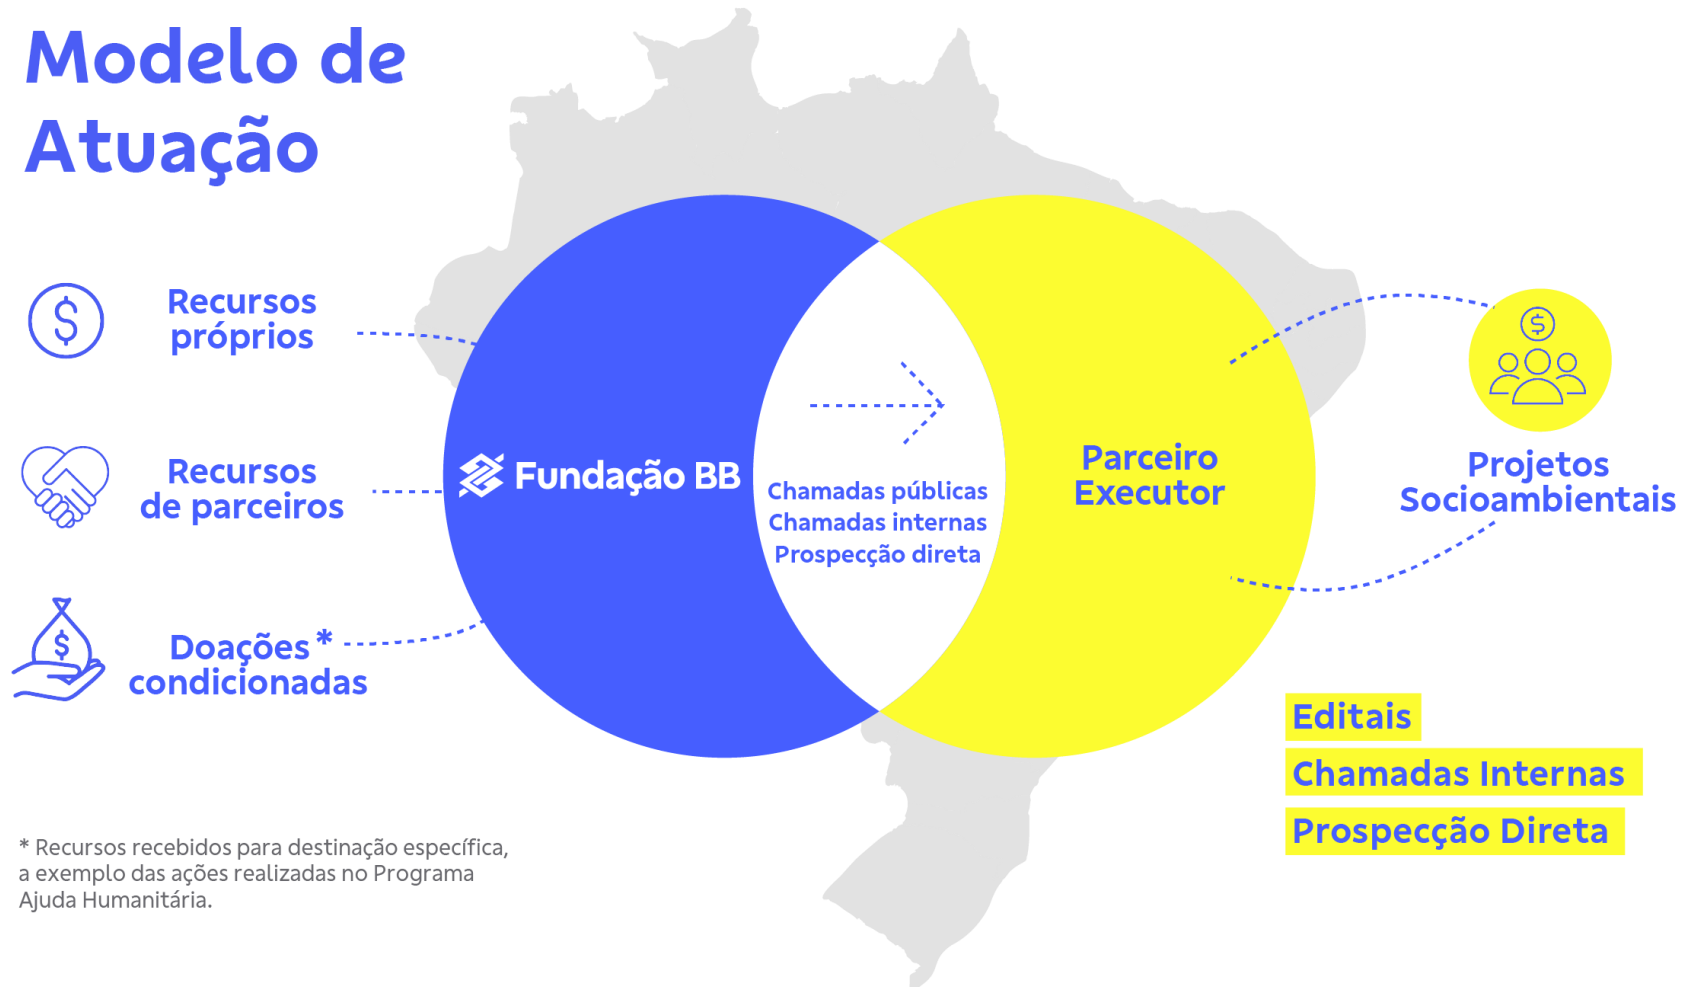 Modelo de
Atuação
Recursos
próprios
Recursos
de parceiros
Doações *
condicionadas
Fundação BB
Chamadas públicas
Chamadas internas
Prospecção direta
Parceiro
Executor
Projetos
Socioambientais
Editais
Chamadas Internas
Prospecção Direta
* Recursos recebidos para destinação específica,
a exemplo das ações realizadas no Programa
Ajuda Humanitária.